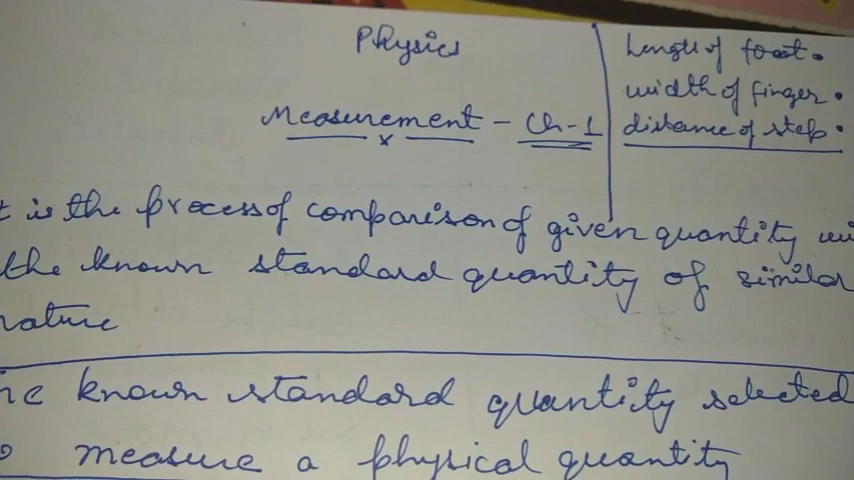 Physics
Measurement - Ch-1
Length of foot.
width of finger.
distance of step.
t is the process of comparison of given quantity wi
the known standard quantity of similar
nature
known standard quantity selected
measure a physical quantity